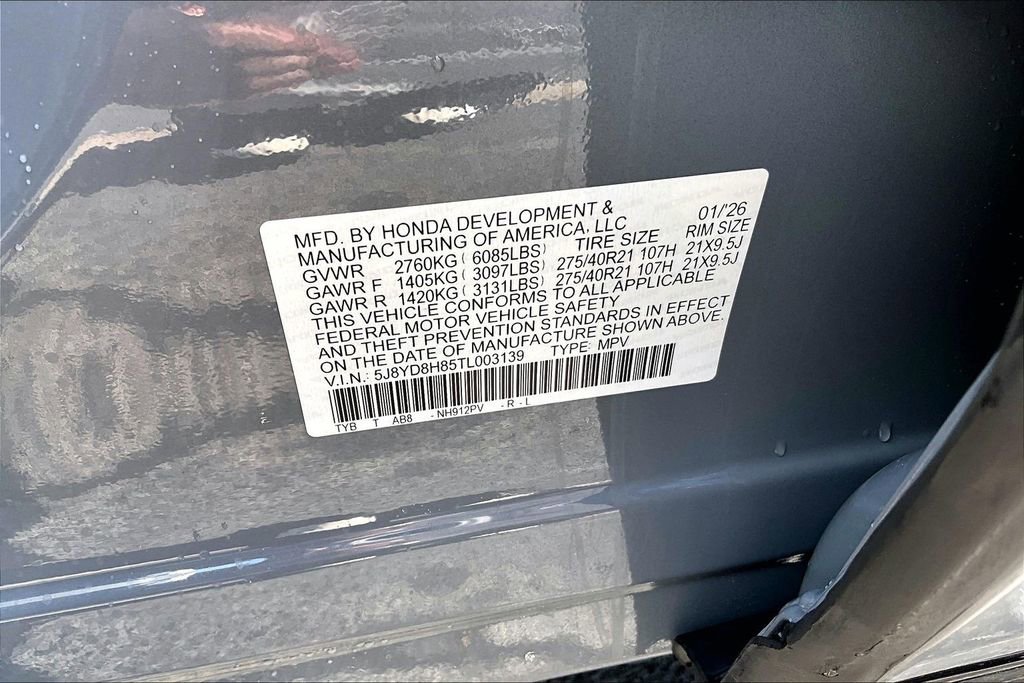 MFD. BY HONDA DEVELOPMENT & 01/'26
MANUFACTURING OF AMERICA, LLC RIM SIZE
GVWR 2760KG ( 6085LBS) TIRE SIZE 21X9.5J
GAWR F 1405KG ( 3097LBS) 275/40R21 107H 21X9.5J
GAWR R 1420KG ( 3131LBS) 275/40R21 107H
THIS VEHICLE CONFORMS TO ALL APPLICABLE
FEDERAL MOTOR VEHICLE SAFETY
AND THEFT PREVENTION STANDARDS IN EFFECT
ON THE DATE OF MANUFACTURE SHOWN ABOVE.
V.I.N.: 5J8YD8H85TL003139 TYPE: MPV
TYB T AB8 - NH912PV - R - L